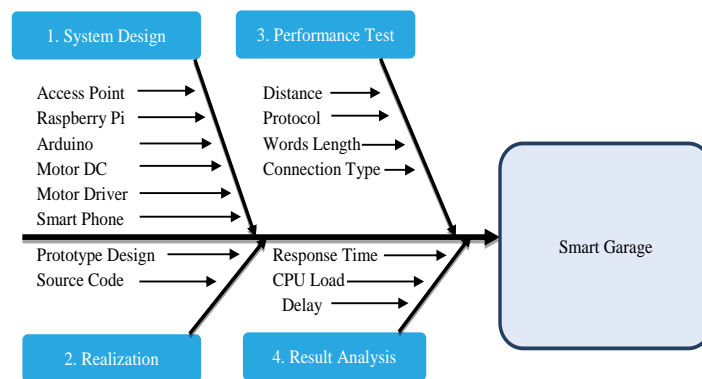 1. System Design
Access Point
Raspberry Pi
Arduino
Motor DC
Motor Driver
Smart Phone
3. Performance Test
Distance
Protocol
Words Length
Connection Type
Smart Garage
Prototype Design
Source Code
2. Realization
Response Time
CPU Load
Delay
4. Result Analysis